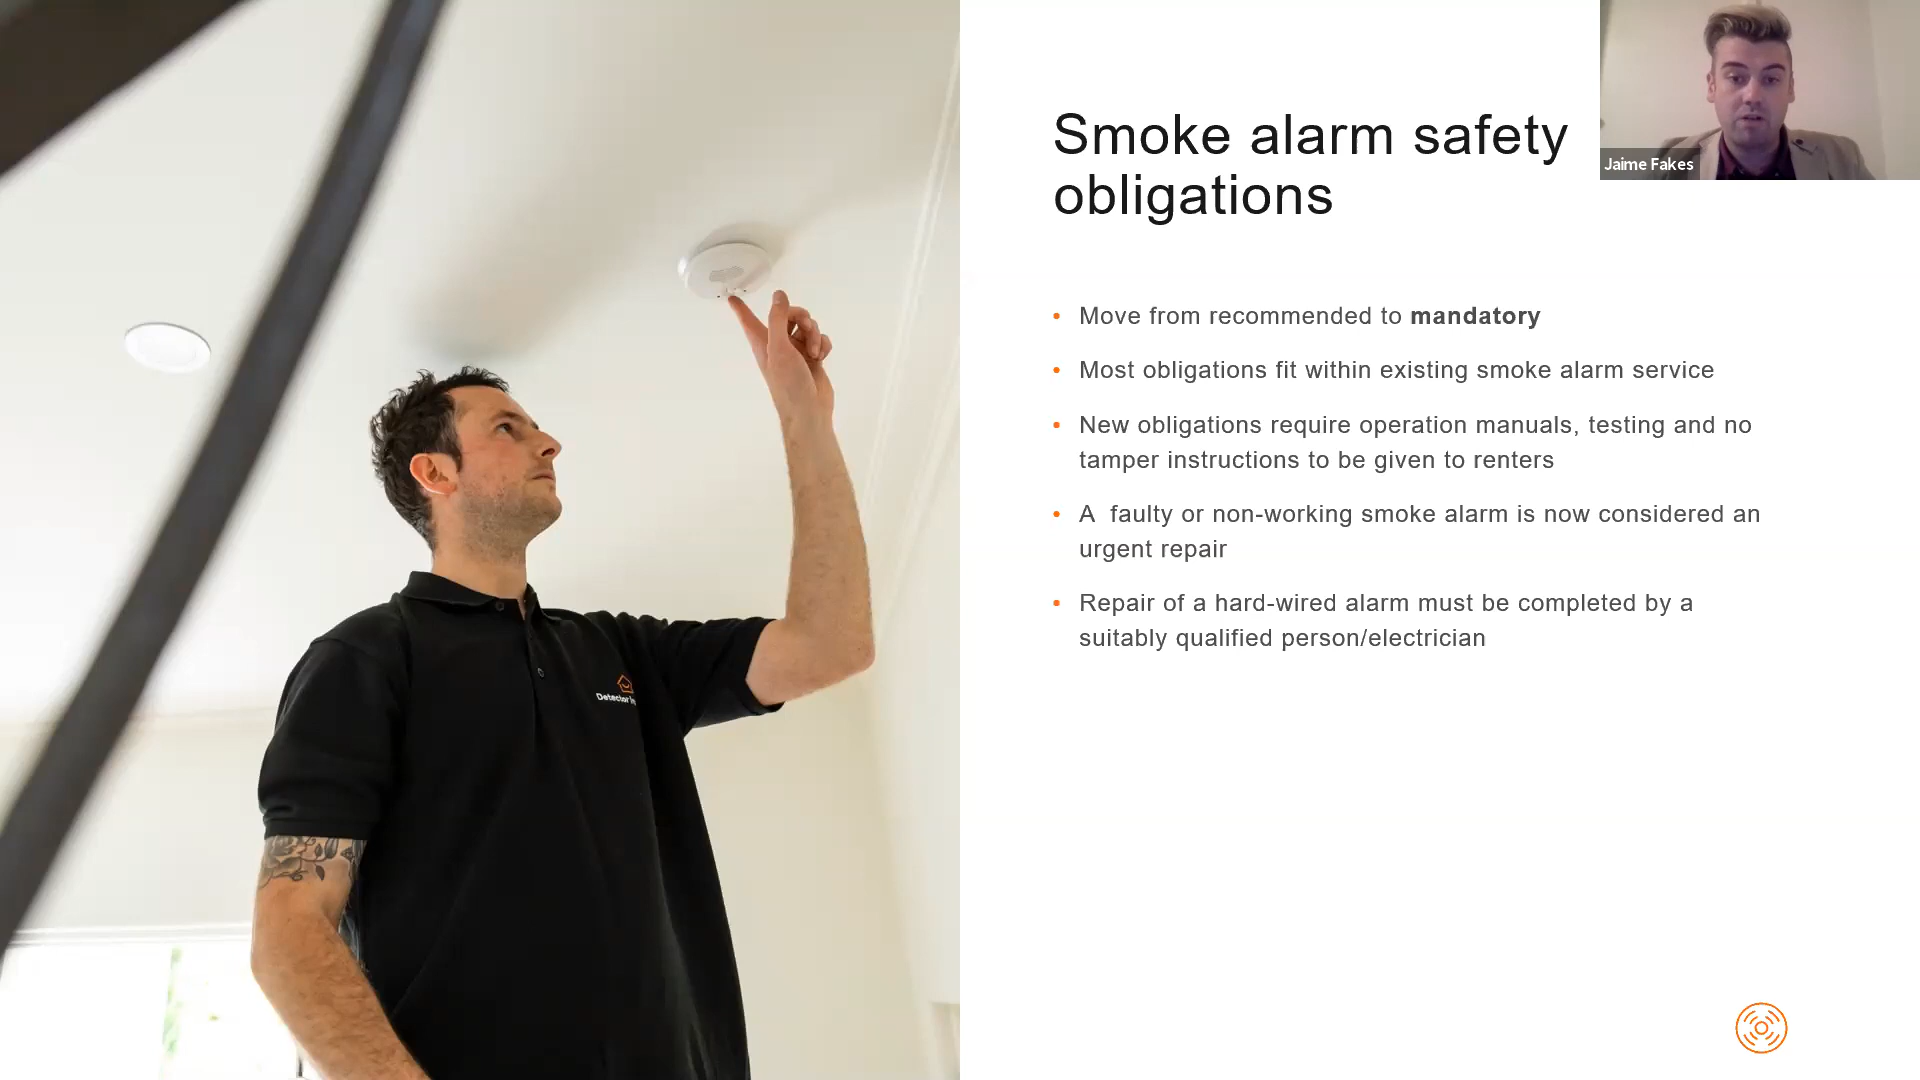 Smoke alarm safety
obligations
Jaime Fakes
• Move from recommended to mandatory
• Most obligations fit within existing smoke alarm service
• New obligations require operation manuals, testing and no
tamper instructions to be given to renters
• A  faulty or non-working smoke alarm is now considered an
urgent repair
• Repair of a hard-wired alarm must be completed by a
suitably qualified person/electrician
Detector